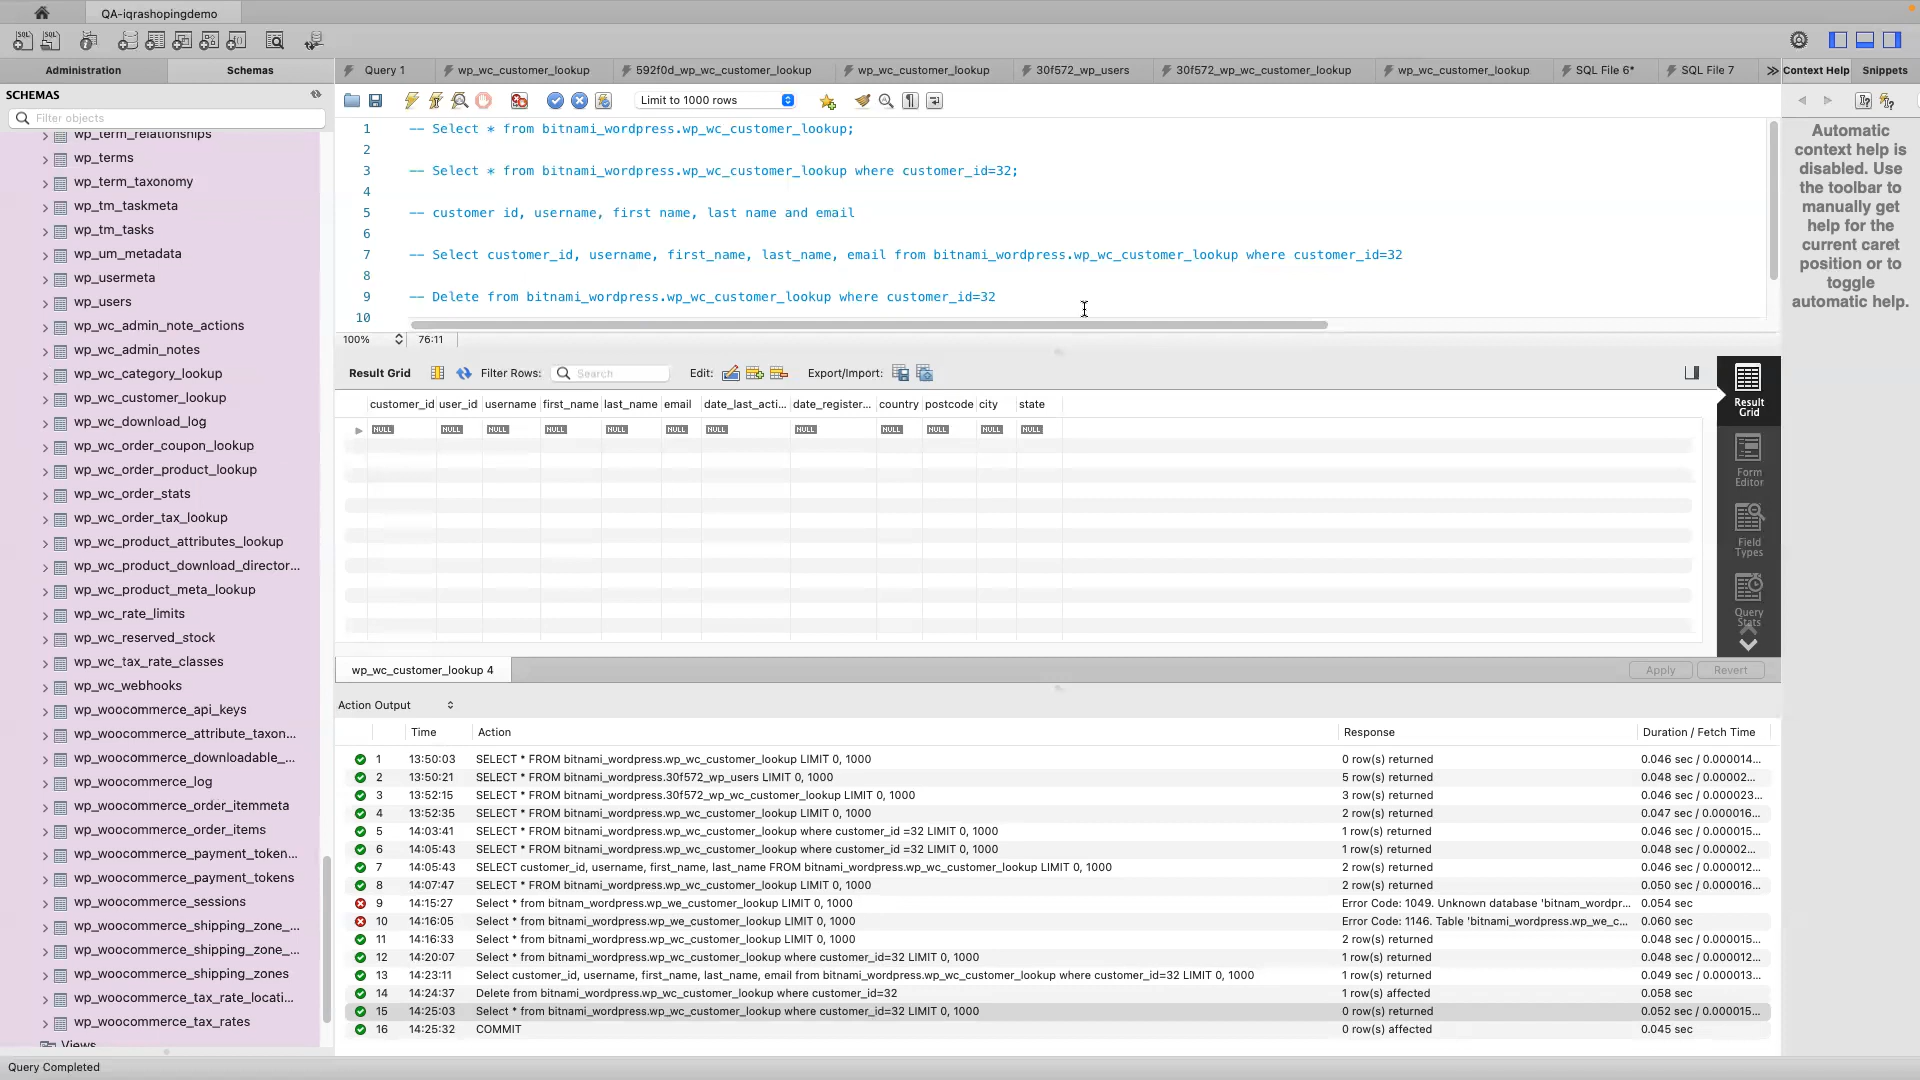 QA-iqrashopingdemo
Administration
Schemas
Query 1
wp_wc_customer_lookup
592f0d_wp_wc_customer_lookup
wp_wc_customer_lookup
30f572_wp_users
30f572_wp_wc_customer_lookup
wp_wc_customer_lookup
SQL File 6*
SQL File 7
Context Help
Snippets
SCHEMAS
Filter objects
Limit to 1000 rows
wp_term_relationships
wp_terms
wp_term_taxonomy
wp_tm_taskmeta
wp_tm_tasks
wp_um_metadata
wp_usermeta
wp_users
wp_wc_admin_note_actions
wp_wc_admin_notes
wp_wc_category_lookup
wp_wc_customer_lookup
wp_wc_download_log
wp_wc_order_coupon_lookup
wp_wc_order_product_lookup
wp_wc_order_stats
wp_wc_order_tax_lookup
wp_wc_product_attributes_lookup
wp_wc_product_download_director...
wp_wc_product_meta_lookup
wp_wc_rate_limits
wp_wc_reserved_stock
wp_wc_tax_rate_classes
wp_wc_webhooks
wp_woocommerce_api_keys
wp_woocommerce_attribute_taxon...
wp_woocommerce_downloadable_...
wp_woocommerce_log
wp_woocommerce_order_itemmeta
wp_woocommerce_order_items
wp_woocommerce_payment_token...
wp_woocommerce_payment_tokens
wp_woocommerce_sessions
wp_woocommerce_shipping_zone_...
wp_woocommerce_shipping_zone_...
wp_woocommerce_shipping_zones
wp_woocommerce_tax_rate_locati...
wp_woocommerce_tax_rates
Views
1 -- Select * from bitnami_wordpress.wp_wc_customer_lookup;
2
3 -- Select * from bitnami_wordpress.wp_wc_customer_lookup where customer_id=32;
4
5 -- customer id, username, first name, last name and email
6
7 -- Select customer_id, username, first_name, last_name, email from bitnami_wordpress.wp_wc_customer_lookup where customer_id=32
8
9 -- Delete from bitnami_wordpress.wp_wc_customer_lookup where customer_id=32
10
100% 76:11
Automatic
context help is
disabled. Use
the toolbar to
manually get
help for the
current caret
position or to
toggle
automatic help.
Result Grid Filter Rows: Search Edit: Export/Import:
customer_id user_id username first_name last_name email date_last_acti... date_register... country postcode city state
NULL NULL NULL NULL NULL NULL NULL NULL NULL NULL NULL NULL
Result
Grid
Form
Editor
Field
Types
Query
Stats
wp_wc_customer_lookup 4
Apply
Revert
Action Output
Time Action Response Duration / Fetch Time
1 13:50:03 SELECT * FROM bitnami_wordpress.wp_wc_customer_lookup LIMIT 0, 1000 0 row(s) returned 0.046 sec / 0.000014...
2 13:50:21 SELECT * FROM bitnami_wordpress.30f572_wp_users LIMIT 0, 1000 5 row(s) returned 0.048 sec / 0.00002...
3 13:52:15 SELECT * FROM bitnami_wordpress.30f572_wp_wc_customer_lookup LIMIT 0, 1000 3 row(s) returned 0.046 sec / 0.000023...
4 13:52:35 SELECT * FROM bitnami_wordpress.wp_wc_customer_lookup LIMIT 0, 1000 2 row(s) returned 0.047 sec / 0.000016...
5 14:03:41 SELECT * FROM bitnami_wordpress.wp_wc_customer_lookup where customer_id =32 LIMIT 0, 1000 1 row(s) returned 0.046 sec / 0.000015...
6 14:05:43 SELECT * FROM bitnami_wordpress.wp_wc_customer_lookup where customer_id =32 LIMIT 0, 1000 1 row(s) returned 0.048 sec / 0.00002...
7 14:05:43 SELECT customer_id, username, first_name, last_name FROM bitnami_wordpress.wp_wc_customer_lookup LIMIT 0, 1000 2 row(s) returned 0.046 sec / 0.000012...
8 14:07:47 SELECT * FROM bitnami_wordpress.wp_wc_customer_lookup LIMIT 0, 1000 2 row(s) returned 0.050 sec / 0.000016...
9 14:15:27 Select * from bitnam_wordpress.wp_we_customer_lookup LIMIT 0, 1000 Error Code: 1049. Unknown database 'bitnam_wordpr... 0.054 sec
10 14:16:05 Select * from bitnami_wordpress.wp_we_customer_lookup LIMIT 0, 1000 Error Code: 1146. Table 'bitnami_wordpress.wp_we_c... 0.060 sec
11 14:16:33 Select * from bitnami_wordpress.wp_wc_customer_lookup LIMIT 0, 1000 2 row(s) returned 0.048 sec / 0.000015...
12 14:20:07 Select * from bitnami_wordpress.wp_wc_customer_lookup where customer_id=32 LIMIT 0, 1000 1 row(s) returned 0.048 sec / 0.000012...
13 14:23:11 Select customer_id, username, first_name, last_name, email from bitnami_wordpress.wp_wc_customer_lookup where customer_id=32 LIMIT 0, 1000 1 row(s) returned 0.049 sec / 0.000013...
14 14:24:37 Delete from bitnami_wordpress.wp_wc_customer_lookup where customer_id=32 1 row(s) affected 0.058 sec
15 14:25:03 Select * from bitnami_wordpress.wp_wc_customer_lookup where customer_id=32 LIMIT 0, 1000 0 row(s) returned 0.052 sec / 0.000015...
16 14:25:32 COMMIT 0 row(s) affected 0.045 sec
Query Completed